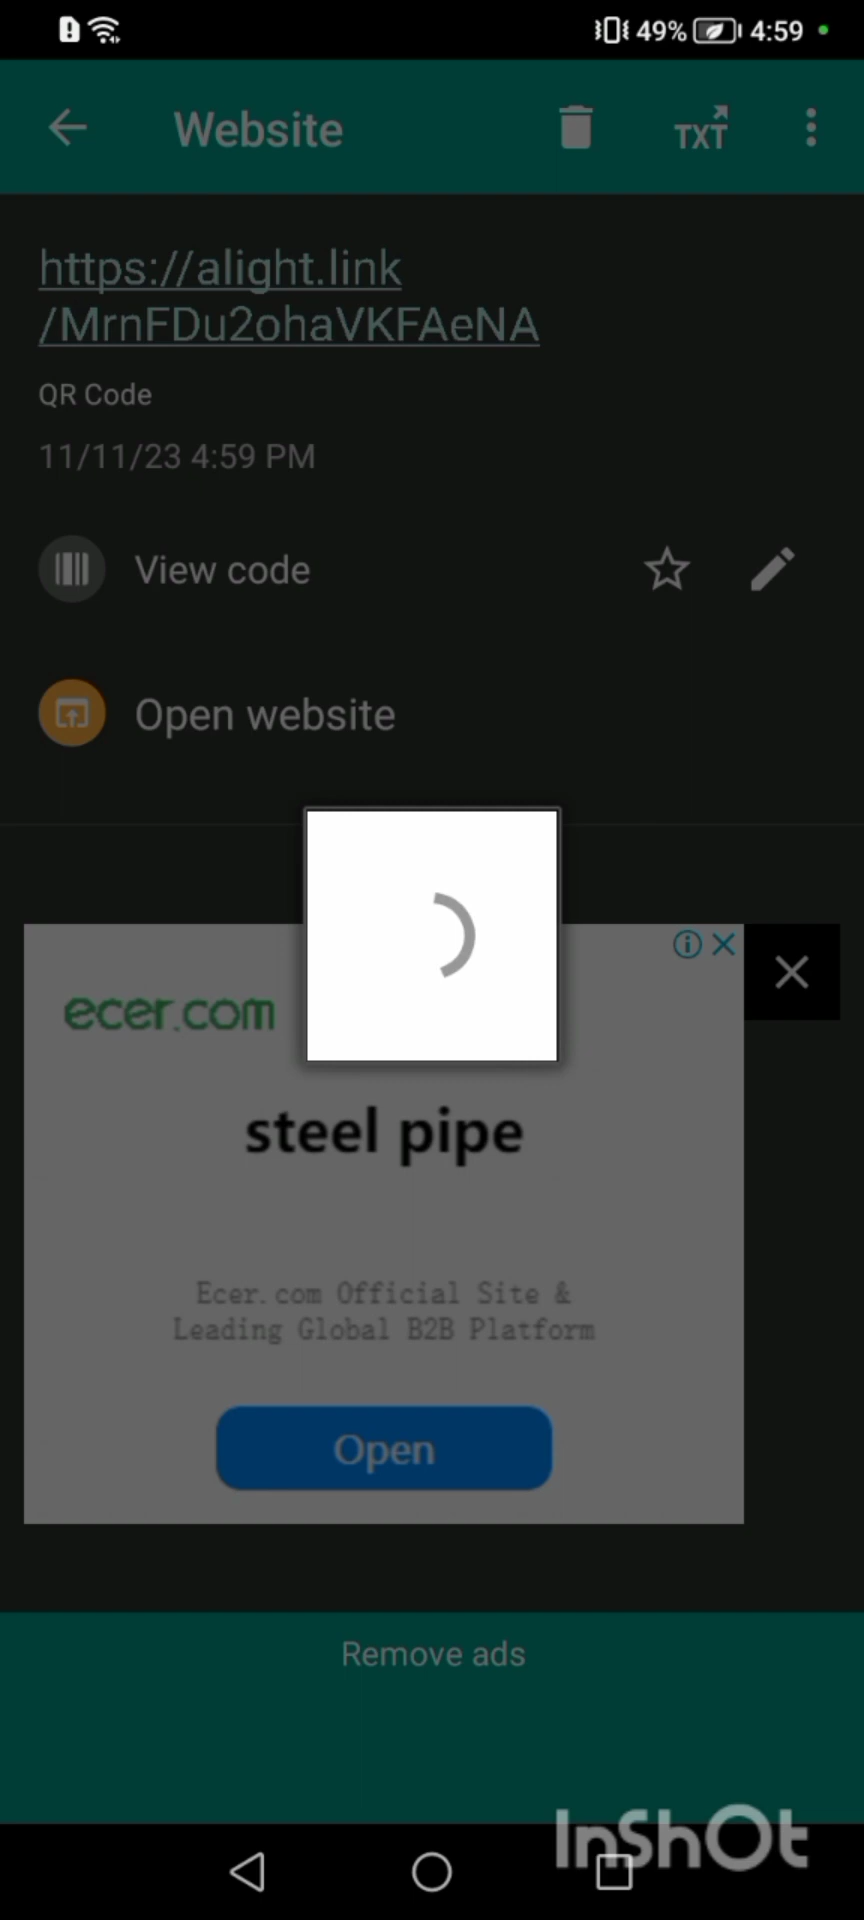 49% 4:59
Website
TXT
https://alight.link
/MrnFDu2ohaVKFAeNA
QR Code
11/11/23 4:59 PM
View code
Open website
ecer.com
steel pipe
Ecer.com Official Site &
Leading Global B2B Platform
Open
Remove ads
InShOt